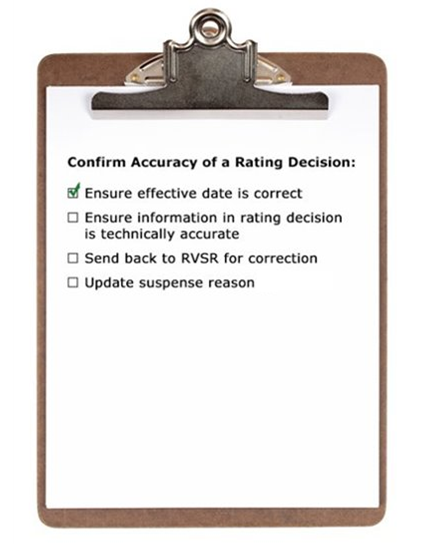 Confirm Accuracy of a Rating Decision:
Ensure effective date is correct
Ensure information in rating decision
is technically accurate
Send back to RVSR for correction
Update suspense reason